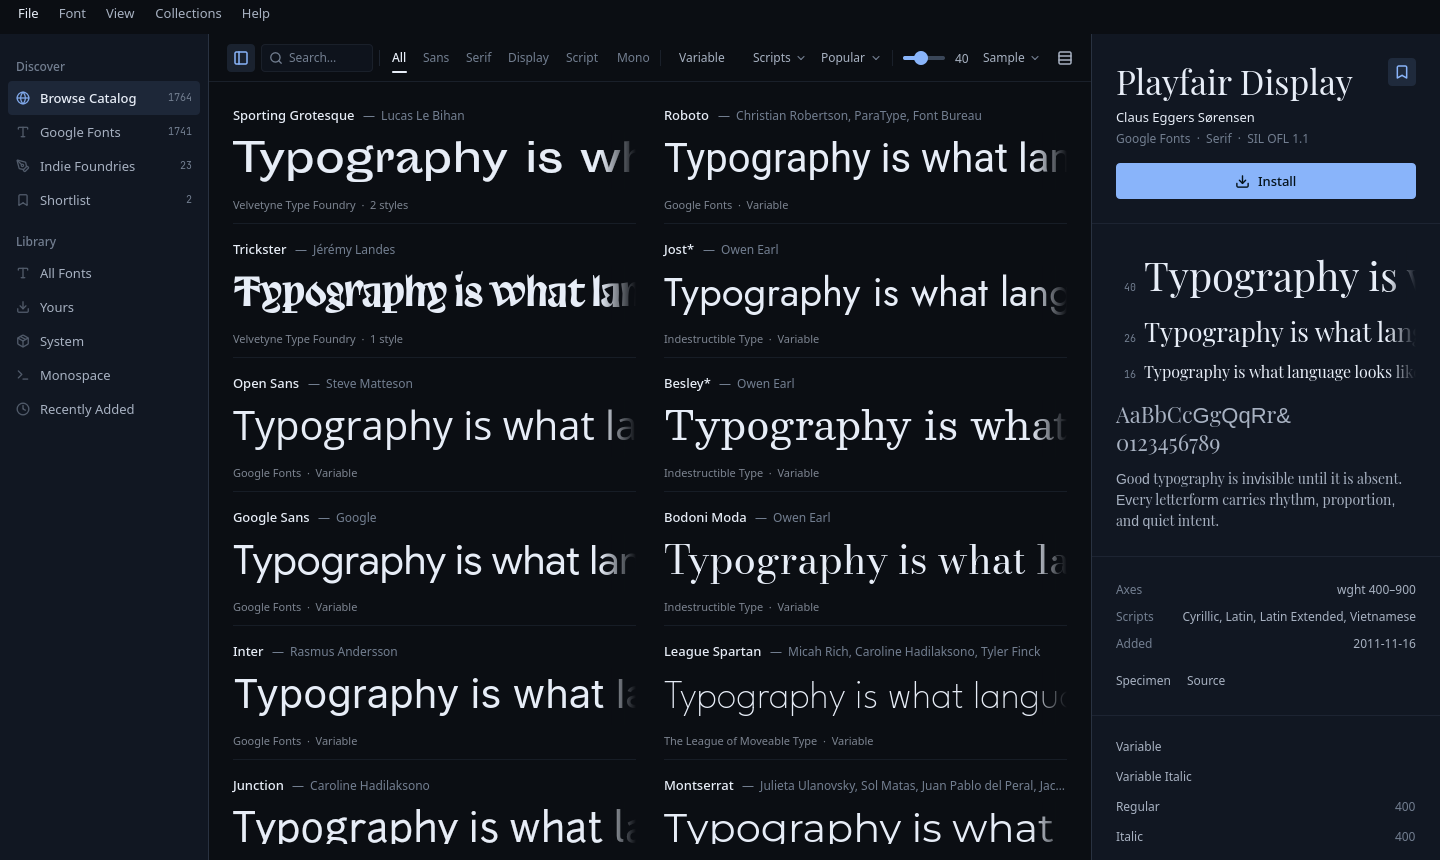 File Font View Collections Help
Discover
Browse Catalog 1764
Google Fonts 1741
Indie Foundries 23
Shortlist 2
Library
All Fonts
Yours
System
Monospace
Recently Added
Search...
All Sans Serif Display Script Mono Variable Scripts Popular 40 Sample
Sporting Grotesque — Lucas Le Bihan
Typography is wh
Velvetyne Type Foundry · 2 styles
Roboto — Christian Robertson, ParaType, Font Bureau
Typography is what lan
Google Fonts · Variable
Trickster — Jérémy Landes
Typography is what lan
Velvetyne Type Foundry · 1 style
Jost* — Owen Earl
Typography is what lang
Indestructible Type · Variable
Open Sans — Steve Matteson
Typography is what la
Google Fonts · Variable
Besley* — Owen Earl
Typography is what
Indestructible Type · Variable
Google Sans — Google
Typography is what lan
Google Fonts · Variable
Bodoni Moda — Owen Earl
Typography is what la
Indestructible Type · Variable
Inter — Rasmus Andersson
Typography is what la
Google Fonts · Variable
League Spartan — Micah Rich, Caroline Hadilaksono, Tyler Finck
Typography is what langua
The League of Moveable Type · Variable
Junction — Caroline Hadilaksono
Typography is what la
Montserrat — Julieta Ulanovsky, Sol Matas, Juan Pablo del Peral, Jac...
Typography is what
Playfair Display
Claus Eggers Sørensen
Google Fonts · Serif · SIL OFL 1.1
Install
40 Typography is w
26 Typography is what lang
16 Typography is what language looks like
AaBbCcGgQqRr&
0123456789
Good typography is invisible until it is absent.
Every letterform carries rhythm, proportion,
and quiet intent.
Axes wght 400–900
Scripts Cyrillic, Latin, Latin Extended, Vietnamese
Added 2011-11-16
Specimen Source
Variable
Variable Italic
Regular 400
Italic 400